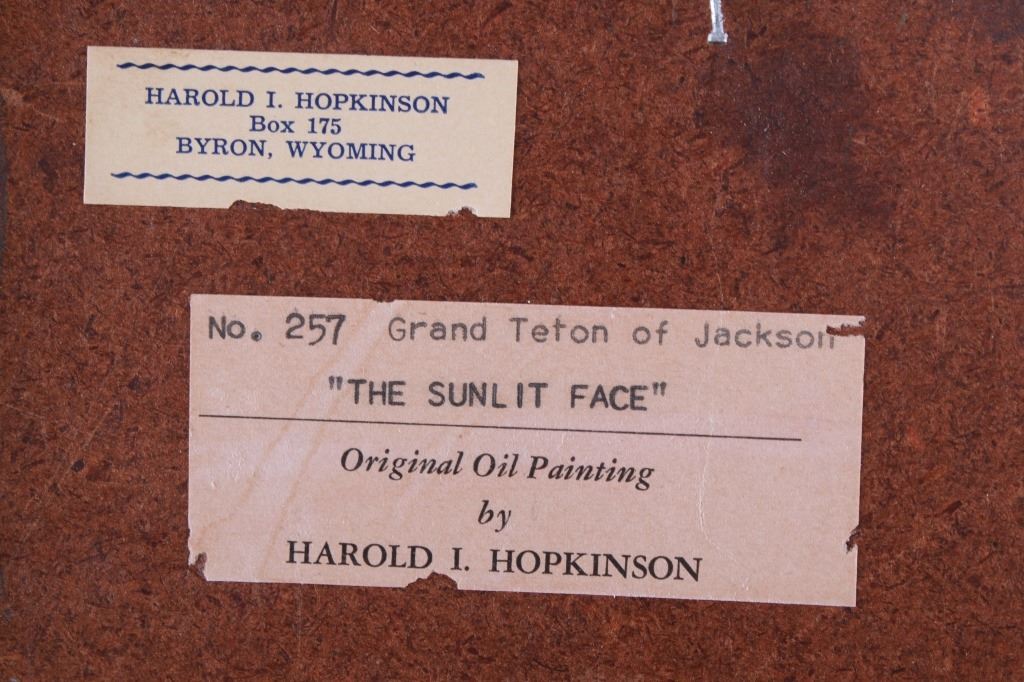 HAROLD I. HOPKINSON
Box 175
BYRON, WYOMING
No. 257 Grand Teton of Jackson
"THE SUNLIT FACE"
Original Oil Painting
by
HAROLD I. HOPKINSON